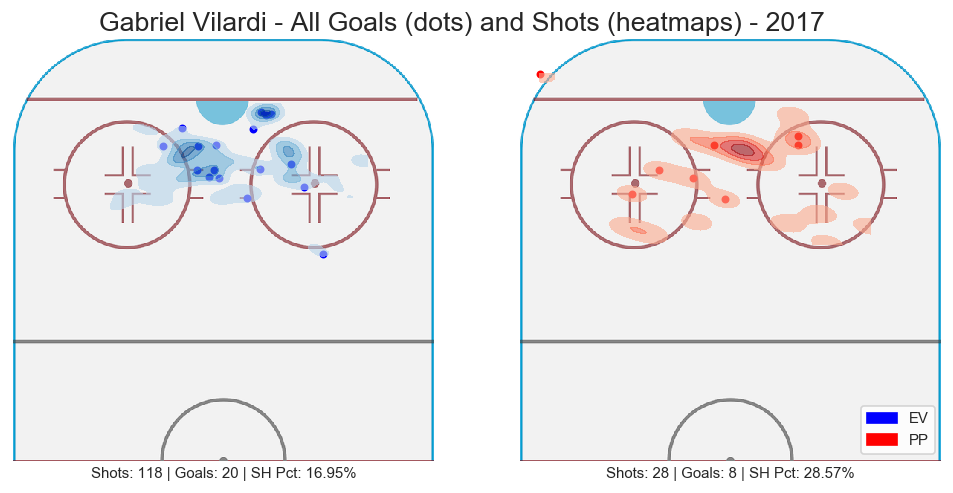 Gabriel Vilardi - All Goals (dots) and Shots (heatmaps) - 2017
EV
PP
Shots: 118 | Goals: 20 | SH Pct: 16.95%
Shots: 28 | Goals: 8 | SH Pct: 28.57%